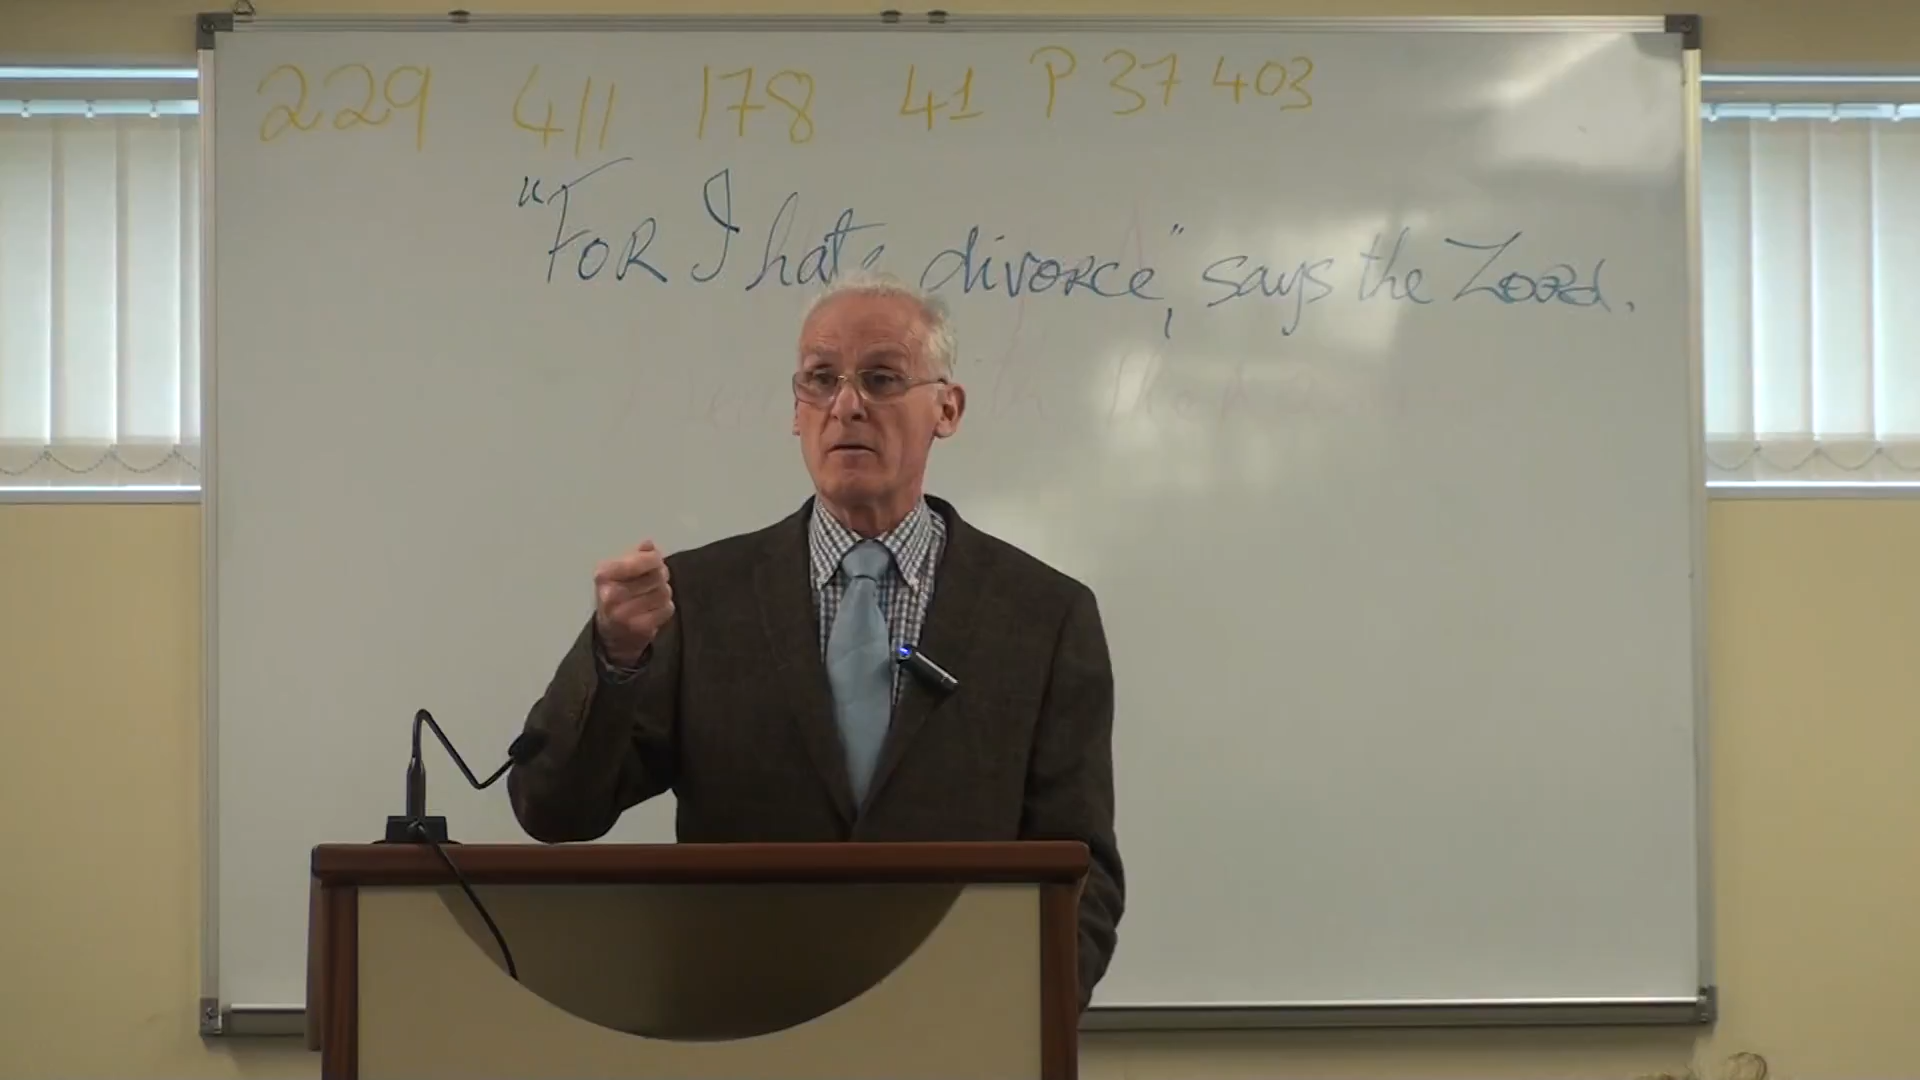 229 411 178 41 P 37 403
"FOR I hate divorce," says the Lord.